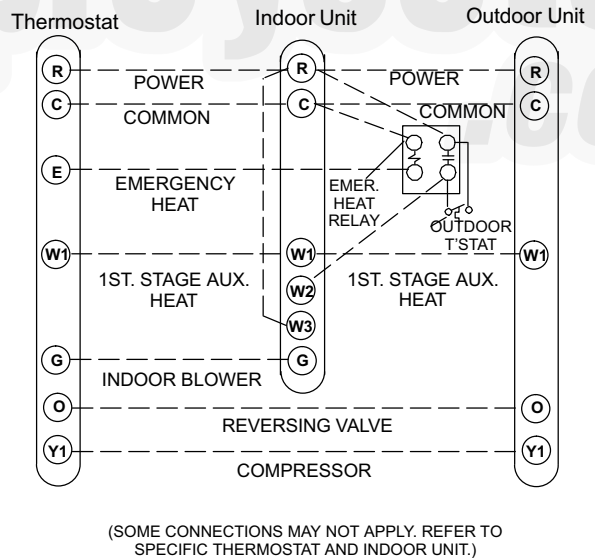 Thermostat
Indoor Unit
Outdoor Unit
R
POWER
R
POWER
R
C
COMMON
C
COMMON
C
E
EMERGENCY
HEAT
EMER.
HEAT
RELAY
OUTDOOR
T'STAT
W1
1ST. STAGE AUX.
HEAT
W1
1ST. STAGE AUX.
HEAT
W1
W2
W3
G
INDOOR BLOWER
G
O
REVERSING VALVE
O
Y1
COMPRESSOR
Y1
(SOME CONNECTIONS MAY NOT APPLY. REFER TO
SPECIFIC THERMOSTAT AND INDOOR UNIT.)